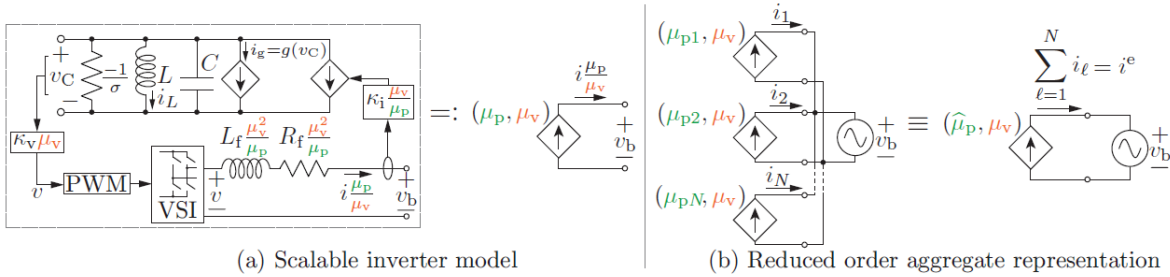 +
v_C
−
−1/σ
L
i_L
C
i_g=g(v_C)
κ_i μ_v/μ_p
κ_v μ_v
v
PWM
VSI
+
v
−
L_f μ_v²/μ_p
R_f μ_v²/μ_p
i μ_p/μ_v
+
v_b
−
=: (μ_p, μ_v)
i μ_p/μ_v
+
v_b
−
(a) Scalable inverter model
(μ_p1, μ_v)
i_1
(μ_p2, μ_v)
i_2
(μ_pN, μ_v)
i_N
+
v_b
−
≡ (μ̂_p, μ_v)
∑_{ℓ=1}^{N} i_ℓ = i^e
+
v_b
−
(b) Reduced order aggregate representation